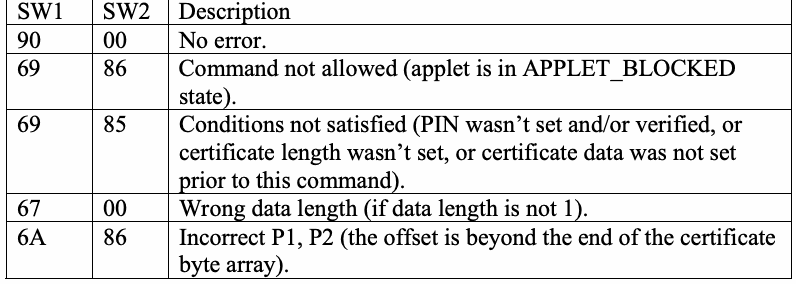 SW1 SW2 Description
90 00 No error.
69 86 Command not allowed (applet is in APPLET_BLOCKED
state).
69 85 Conditions not satisfied (PIN wasn’t set and/or verified, or
certificate length wasn’t set, or certificate data was not set
prior to this command).
67 00 Wrong data length (if data length is not 1).
6A 86 Incorrect P1, P2 (the offset is beyond the end of the certificate
byte array).